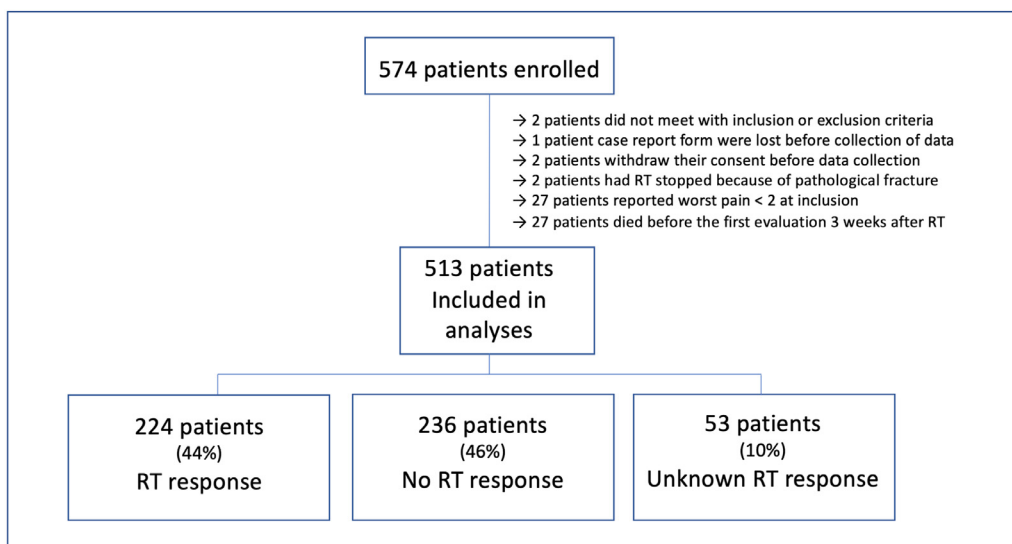 574 patients enrolled
→ 2 patients did not meet with inclusion or exclusion criteria
→ 1 patient case report form were lost before collection of data
→ 2 patients withdraw their consent before data collection
→ 2 patients had RT stopped because of pathological fracture
→ 27 patients reported worst pain < 2 at inclusion
→ 27 patients died before the first evaluation 3 weeks after RT
513 patients
Included in
analyses
224 patients
(44%)
RT response
236 patients
(46%)
No RT response
53 patients
(10%)
Unknown RT response